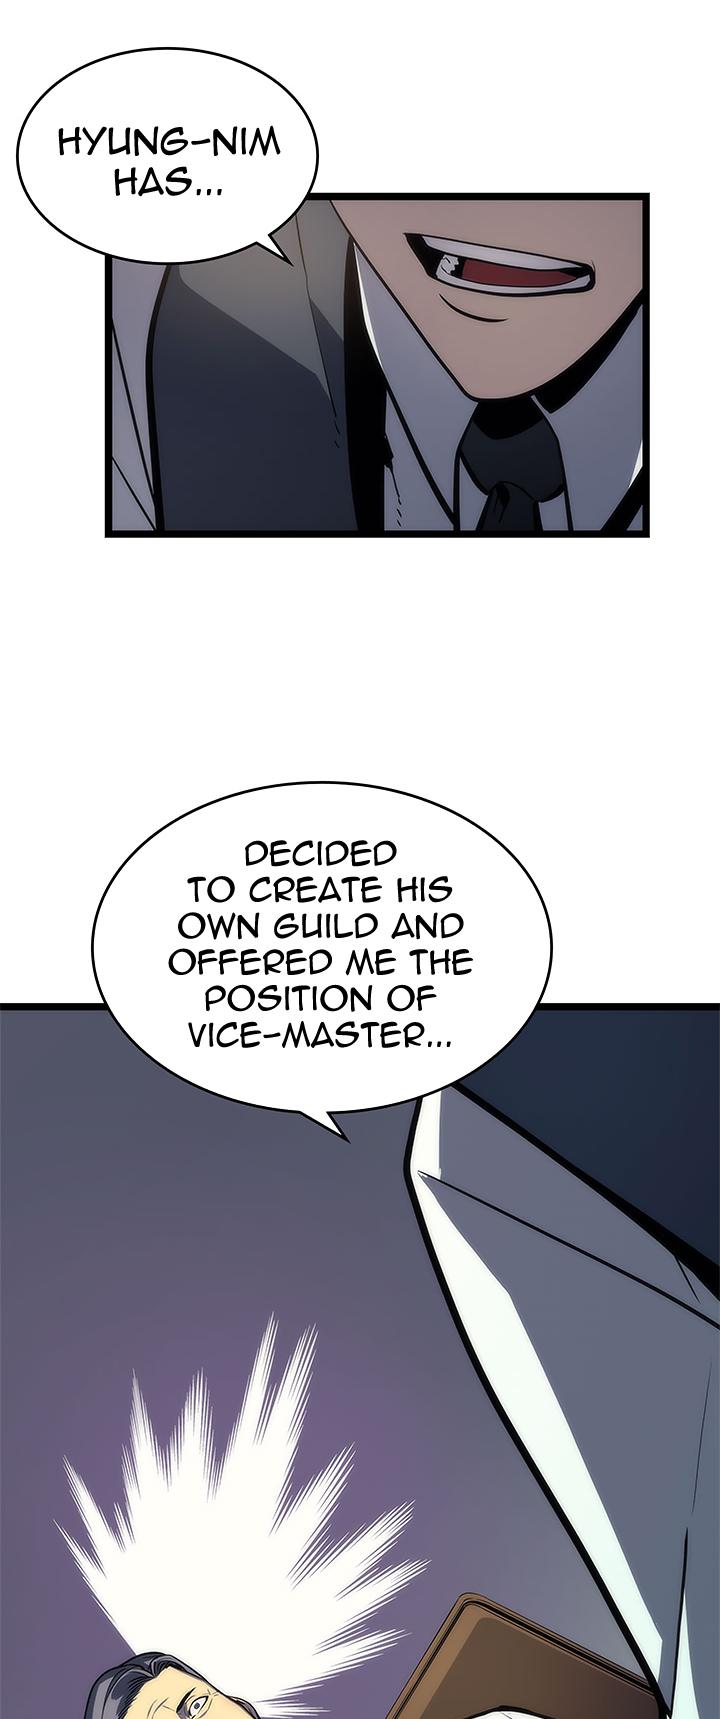 HYUNG-NIM
HAS...
DECIDED
TO CREATE HIS
OWN GUILD AND
OFFERED ME THE
POSITION OF
VICE-MASTER...